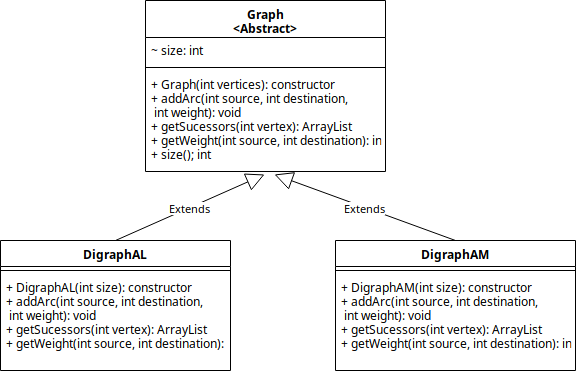 Graph
<Abstract>
~ size: int
+ Graph(int vertices): constructor
+ addArc(int source, int destination,
int weight): void
+ getSucessors(int vertex): ArrayList
+ getWeight(int source, int destination): in
+ size(); int
Extends
Extends
DigraphAL
+ DigraphAL(int size): constructor
+ addArc(int source, int destination,
int weight): void
+ getSucessors(int vertex): ArrayList
+ getWeight(int source, int destination):
DigraphAM
+ DigraphAM(int size): constructor
+ addArc(int source, int destination,
int weight): void
+ getSucessors(int vertex): ArrayList
+ getWeight(int source, int destination): in